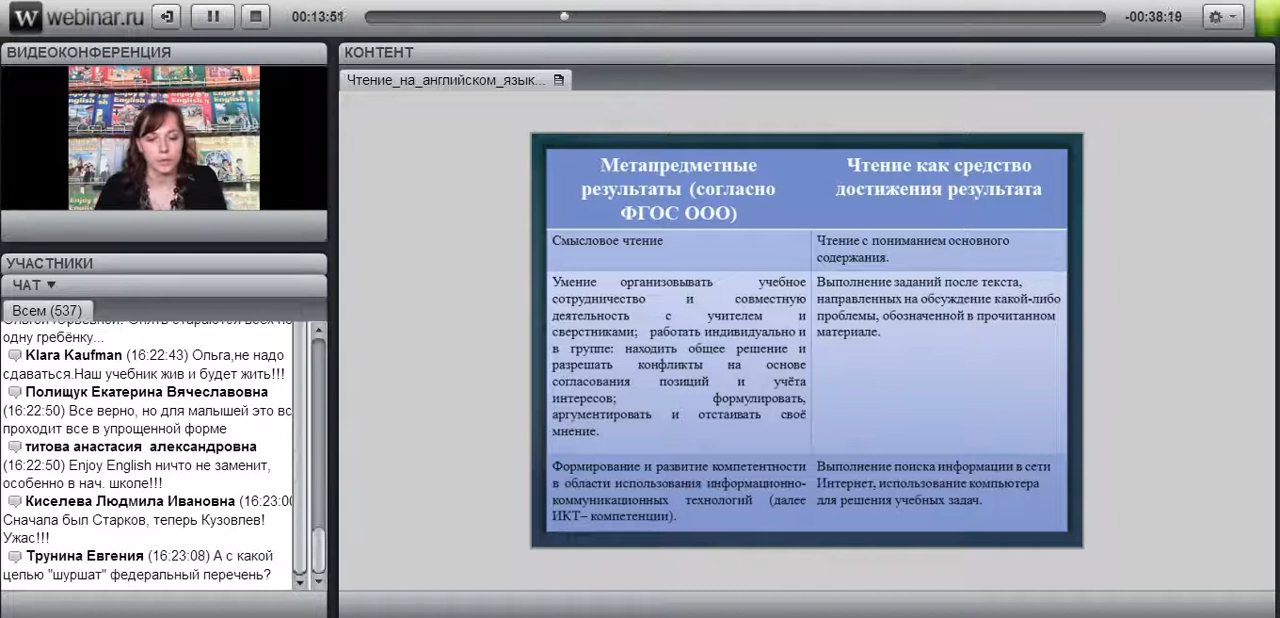 W webinar.ru
00:13:51
-00:38:19
ВИДЕОКОНФЕРЕНЦИЯ
Enjoy English
УЧАСТНИКИ
ЧАТ
Всем (537)
одну гребёнку...
Klara Kaufman (16:22:43) Ольга,не надо
сдаваться.Наш учебник жив и будет жить!!!
Полищук Екатерина Вячеславовна
(16:22:50) Все верно, но для малышей это вс
проходит все в упрощенной форме
титова анастасия александровна
(16:22:50) Enjoy English ничто не заменит,
особенно в нач. школе!!!
Киселева Людмила Ивановна (16:23:00
Сначала был Старков, теперь Кузовлев!
Ужас!!!
Трунина Евгения (16:23:08) А с какой
целью "шуршат" федеральный перечень?
КОНТЕНТ
Чтение_на_английском_язык...
Метапредметные
результаты (согласно
ФГОС ООО)
Чтение как средство
достижения результата
Смысловое чтение
Чтение с пониманием основного
содержания.
Умение организовывать учебное
сотрудничество и совместную
деятельность с учителем и
сверстниками; работать индивидуально и
в группе: находить общее решение и
разрешать конфликты на основе
согласования позиций и учёта
интересов; формулировать,
аргументировать и отстаивать своё
мнение.
Выполнение заданий после текста,
направленных на обсуждение какой-либо
проблемы, обозначенной в прочитанном
материале.
Формирование и развитие компетентности
в области использования информационно-
коммуникационных технологий (далее
ИКТ– компетенции).
Выполнение поиска информации в сети
Интернет, использование компьютера
для решения учебных задач.